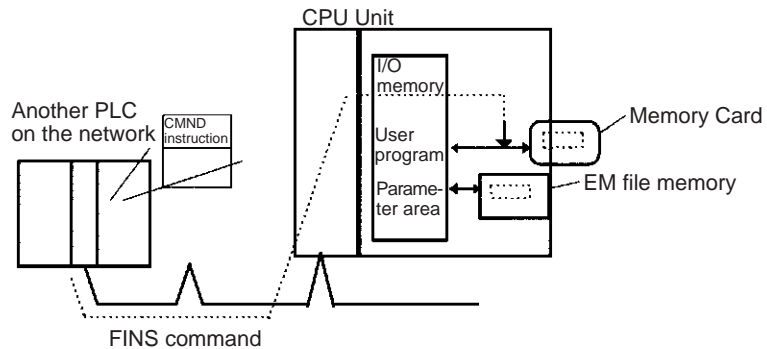 CPU Unit
I/O
memory
Another PLC
on the network
CMND
instruction
Memory Card
User
program
EM file memory
Parame-
ter area
FINS command